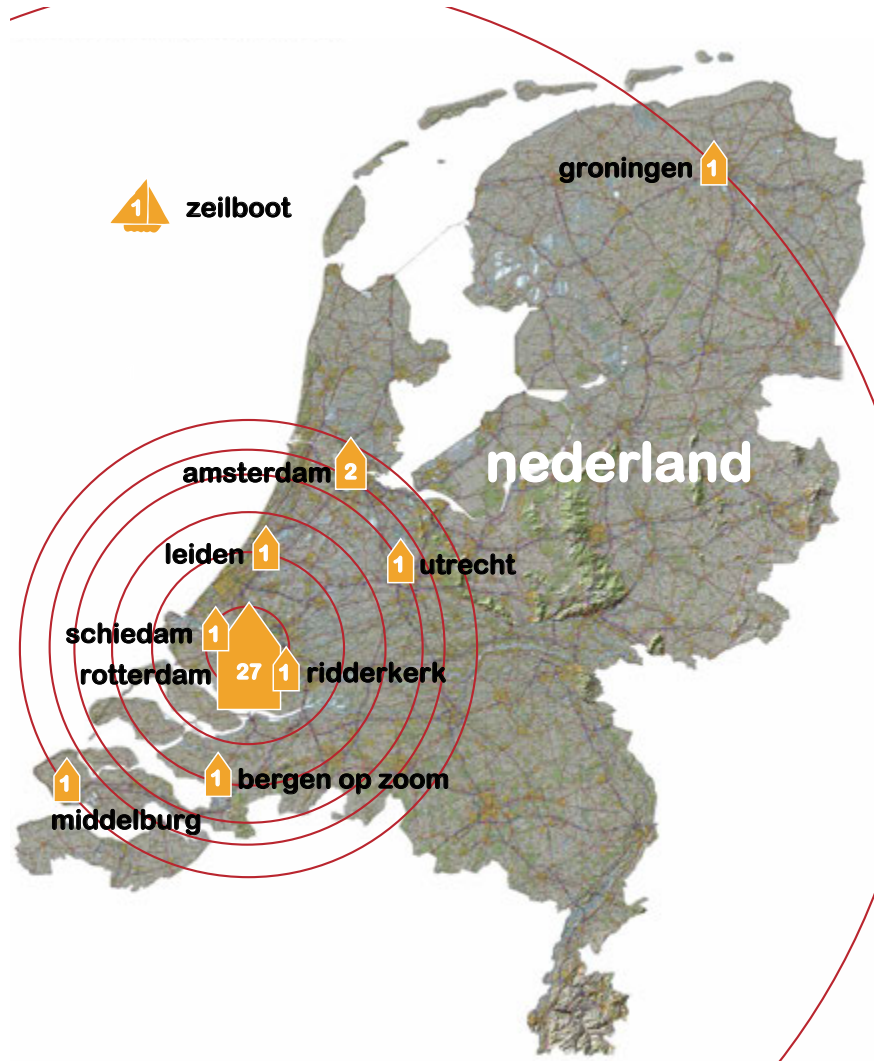 groningen 1
1 zeilboot
nederland
amsterdam 2
leiden 1
1 utrecht
schiedam 1
rotterdam 27
1 ridderkerk
1 bergen op zoom
1
middelburg